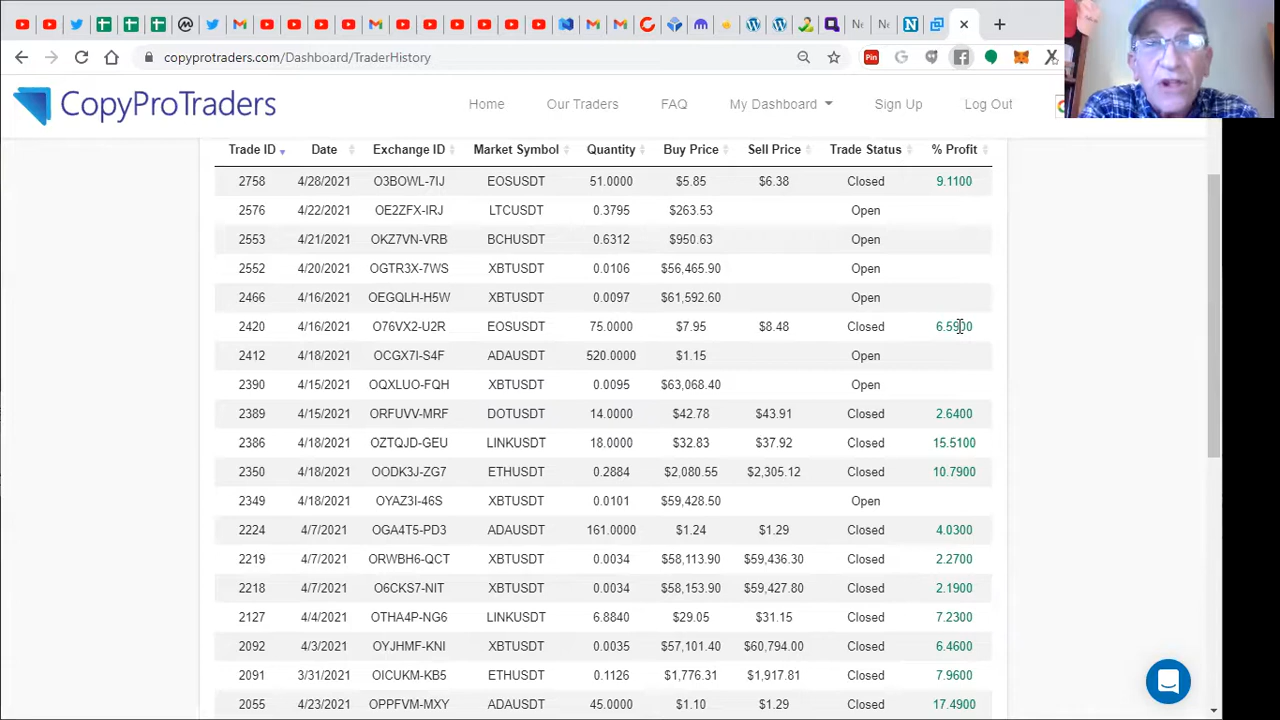 copyprotraders.com/Dashboard/TraderHistory
CopyProTraders
Home Our Traders FAQ My Dashboard Sign Up Log Out
Trade ID Date Exchange ID Market Symbol Quantity Buy Price Sell Price Trade Status % Profit
2758 4/28/2021 O3BOWL-7IJ EOSUSDT 51.0000 $5.85 $6.38 Closed 9.1100
2576 4/22/2021 OE2ZFX-IRJ LTCUSDT 0.3795 $263.53 Open
2553 4/21/2021 OKZ7VN-VRB BCHUSDT 0.6312 $950.63 Open
2552 4/20/2021 OGTR3X-7WS XBTUSDT 0.0106 $56,465.90 Open
2466 4/16/2021 OEGQLH-H5W XBTUSDT 0.0097 $61,592.60 Open
2420 4/16/2021 O76VX2-U2R EOSUSDT 75.0000 $7.95 $8.48 Closed 6.5900
2412 4/18/2021 OCGX7I-S4F ADAUSDT 520.0000 $1.15 Open
2390 4/15/2021 OQXLUO-FQH XBTUSDT 0.0095 $63,068.40 Open
2389 4/15/2021 ORFUVV-MRF DOTUSDT 14.0000 $42.78 $43.91 Closed 2.6400
2386 4/18/2021 OZTQJD-GEU LINKUSDT 18.0000 $32.83 $37.92 Closed 15.5100
2350 4/18/2021 OODK3J-ZG7 ETHUSDT 0.2884 $2,080.55 $2,305.12 Closed 10.7900
2349 4/18/2021 OYAZ3I-46S XBTUSDT 0.0101 $59,428.50 Open
2224 4/7/2021 OGA4T5-PD3 ADAUSDT 161.0000 $1.24 $1.29 Closed 4.0300
2219 4/7/2021 ORWBH6-QCT XBTUSDT 0.0034 $58,113.90 $59,436.30 Closed 2.2700
2218 4/7/2021 O6CKS7-NIT XBTUSDT 0.0034 $58,153.90 $59,427.80 Closed 2.1900
2127 4/4/2021 OTHA4P-NG6 LINKUSDT 6.8840 $29.05 $31.15 Closed 7.2300
2092 4/3/2021 OYJHMF-KNI XBTUSDT 0.0035 $57,101.40 $60,794.00 Closed 6.4600
2091 3/31/2021 OICUKM-KB5 ETHUSDT 0.1126 $1,776.31 $1,917.81 Closed 7.9600
2055 4/23/2021 OPPFVM-MXY ADAUSDT 45.0000 $1.10 $1.29 Closed 17.4900